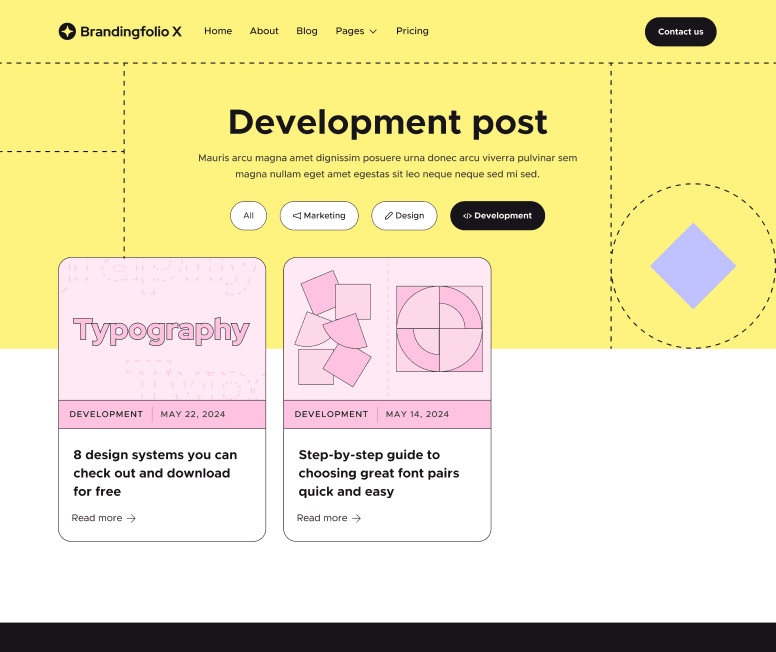 Brandingfolio X
Home
About
Blog
Pages
Pricing
Contact us
Development post
Mauris arcu magna amet dignissim posuere urna donec arcu viverra pulvinar sem
magna nullam eget amet egestas sit leo neque neque sed mi sed.
All
Marketing
Design
</> Development
Typography
DEVELOPMENT
MAY 22, 2024
8 design systems you can
check out and download
for free
Read more →
DEVELOPMENT
MAY 14, 2024
Step-by-step guide to
choosing great font pairs
quick and easy
Read more →